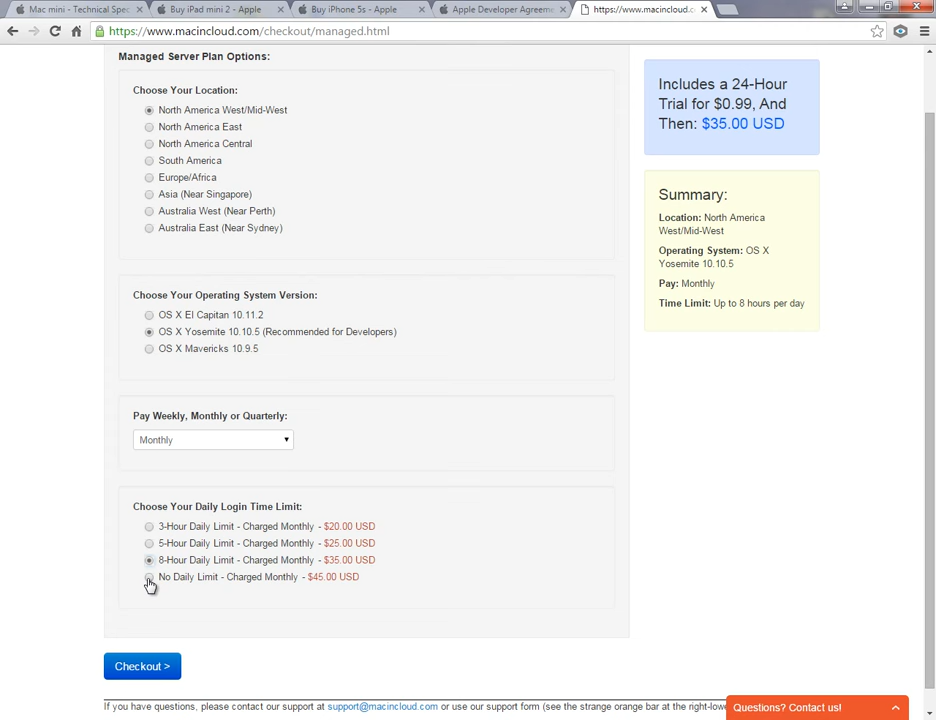 Mac mini - Technical Spec
Buy iPad mini 2 - Apple
Buy iPhone 5s - Apple
Apple Developer Agreeme
https://www.macincloud.c
https://www.macincloud.com/checkout/managed.html
Managed Server Plan Options:
Choose Your Location:
North America West/Mid-West
North America East
North America Central
South America
Europe/Africa
Asia (Near Singapore)
Australia West (Near Perth)
Australia East (Near Sydney)
Choose Your Operating System Version:
OS X El Capitan 10.11.2
OS X Yosemite 10.10.5 (Recommended for Developers)
OS X Mavericks 10.9.5
Pay Weekly, Monthly or Quarterly:
Monthly
Choose Your Daily Login Time Limit:
3-Hour Daily Limit - Charged Monthly - $20.00 USD
5-Hour Daily Limit - Charged Monthly - $25.00 USD
8-Hour Daily Limit - Charged Monthly - $35.00 USD
No Daily Limit - Charged Monthly - $45.00 USD
Checkout >
Includes a 24-Hour
Trial for $0.99, And
Then: $35.00 USD
Summary:
Location: North America
West/Mid-West
Operating System: OS X
Yosemite 10.10.5
Pay: Monthly
Time Limit: Up to 8 hours per day
If you have questions, please contact our support at support@macincloud.com or use our support form (see the strange orange bar at the right-lowe
Questions? Contact us!